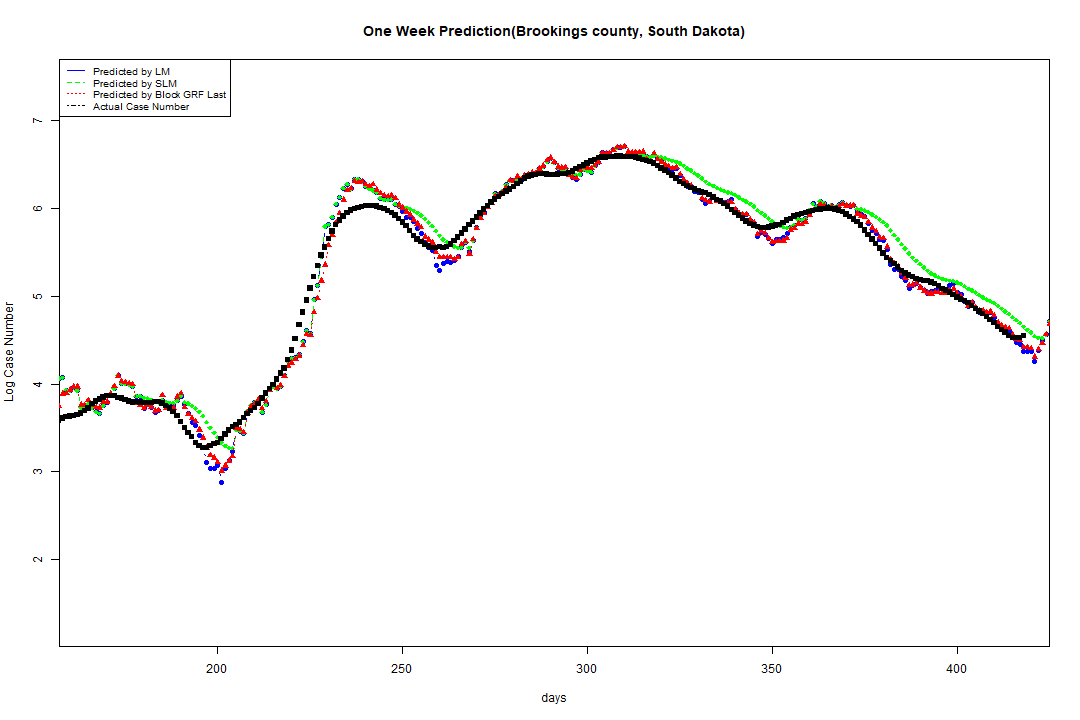 One Week Prediction(Brookings county, South Dakota)
Predicted by LM
Predicted by SLM
Predicted by Block GRF Last
Actual Case Number
7
6
5
4
3
2
Log Case Number
200 250 300 350 400
days